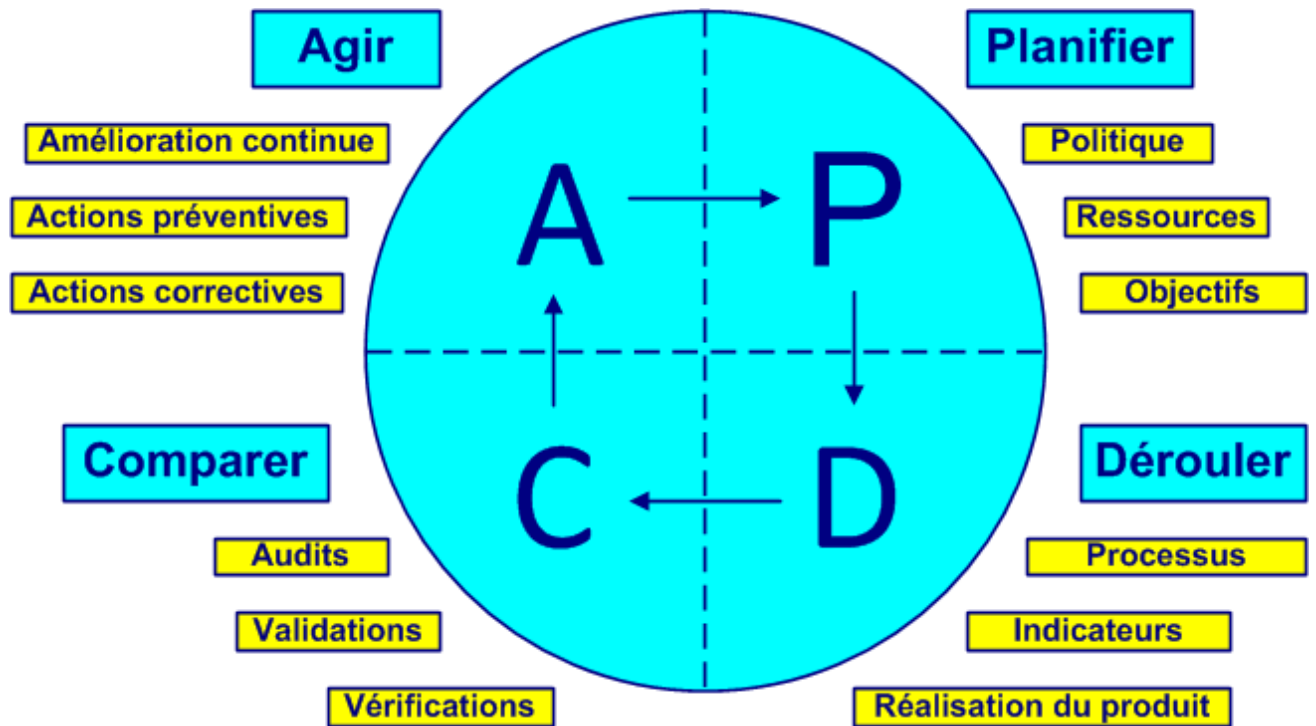 Agir
Planifier
Amélioration continue
Politique
Actions préventives
Ressources
Actions correctives
Objectifs
A
P
C
D
Comparer
Dérouler
Audits
Processus
Validations
Indicateurs
Vérifications
Réalisation du produit